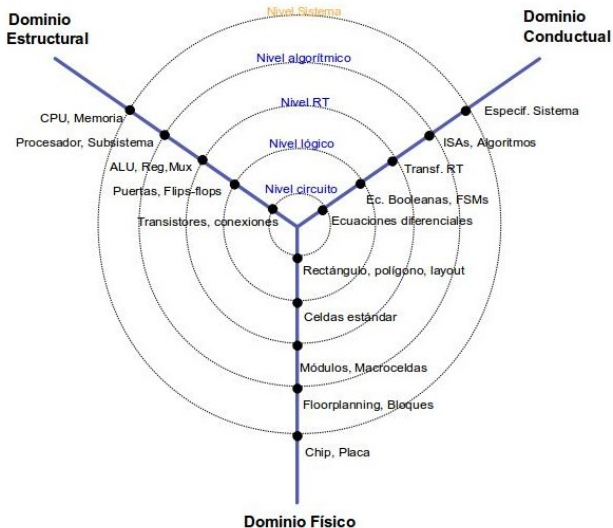 Nivel Sistema
Dominio
Estructural
Dominio
Conductual
Nivel algorítmico
Nivel RT
Nivel lógico
Nivel circuito
CPU, Memoria
Procesador, Subsistema
ALU, Reg,Mux
Puertas, Flips-flops
Transistores, conexiones
Especif. Sistema
ISAs, Algoritmos
Transf. RT
Ec. Booleanas, FSMs
Ecuaciones diferenciales
Rectángulo, polígono, layout
Celdas estándar
Módulos, Macroceldas
Floorplanning, Bloques
Chip, Placa
Dominio Físico